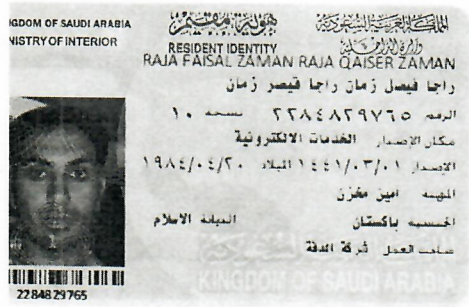 KINGDOM OF SAUDI ARABIA
MINISTRY OF INTERIOR
هوية مقيم
RESIDENT IDENTITY
المملكة العربية السعودية
وزارة الداخلية
RAJA FAISAL ZAMAN RAJA QAISER ZAMAN
راجا فيصل زمان راجا قيصر زمان
الرقم ٢٢٨٤٨٢٩٧٦٥ نسخة ١٠
مكان الإصدار الخدمات الالكترونية
الإصدار ١٤٤١/٠٣/٠١ الميلاد ١٩٨٤/٠٤/٢٠
المهنة أمين مخزن
الجنسية باكستان الديانة الاسلام
صاحب العمل شركة الدقة
KINGDOM OF SAUDI ARABIA
2284829765